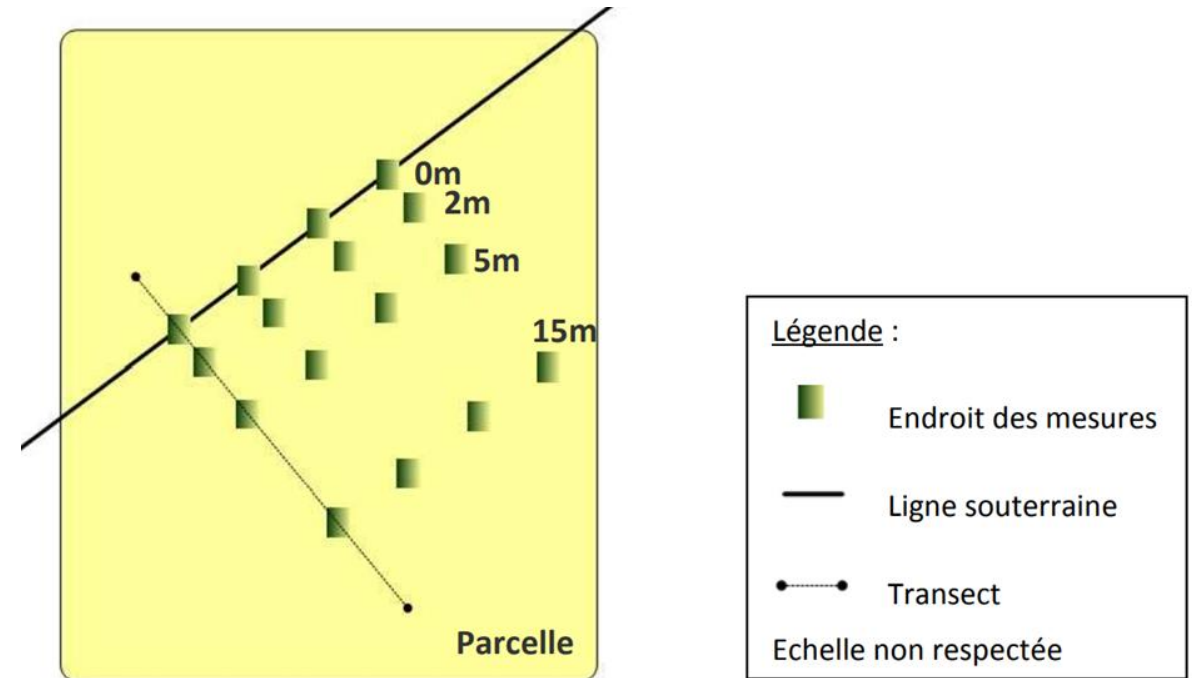 0m
2m
5m
15m
Parcelle
Légende :
Endroit des mesures
Ligne souterraine
Transect
Echelle non respectée